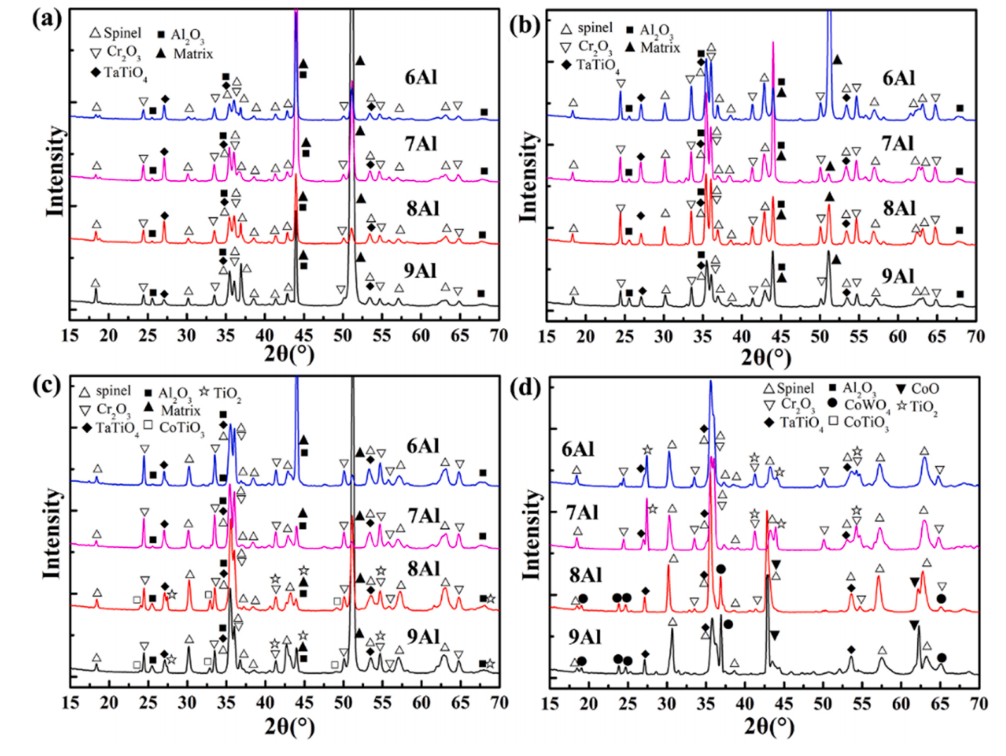 (a)
△ Spinel ■ Al₂O₃
▽ Cr₂O₃ ▲ Matrix
◆ TaTiO₄
6Al
7Al
8Al
9Al
Intensity
15 20 25 30 35 40 45 50 55 60 65 70
2θ(°)
(b)
△ Spinel ■ Al₂O₃
▽ Cr₂O₃ ▲ Matrix
◆ TaTiO₄
6Al
7Al
8Al
9Al
Intensity
15 20 25 30 35 40 45 50 55 60 65 70
2θ(°)
(c)
△ spinel ■ Al₂O₃ ☆ TiO₂
▽ Cr₂O₃ ▲ Matrix
◆ TaTiO₄ □ CoTiO₃
6Al
7Al
8Al
9Al
Intensity
15 20 25 30 35 40 45 50 55 60 65 70
2θ(°)
(d)
△ Spinel ■ Al₂O₃ ▼ CoO
▽ Cr₂O₃ ● CoWO₄ ☆ TiO₂
◆ TaTiO₄ □ CoTiO₃
6Al
7Al
8Al
9Al
Intensity
15 20 25 30 35 40 45 50 55 60 65 70
2θ(°)